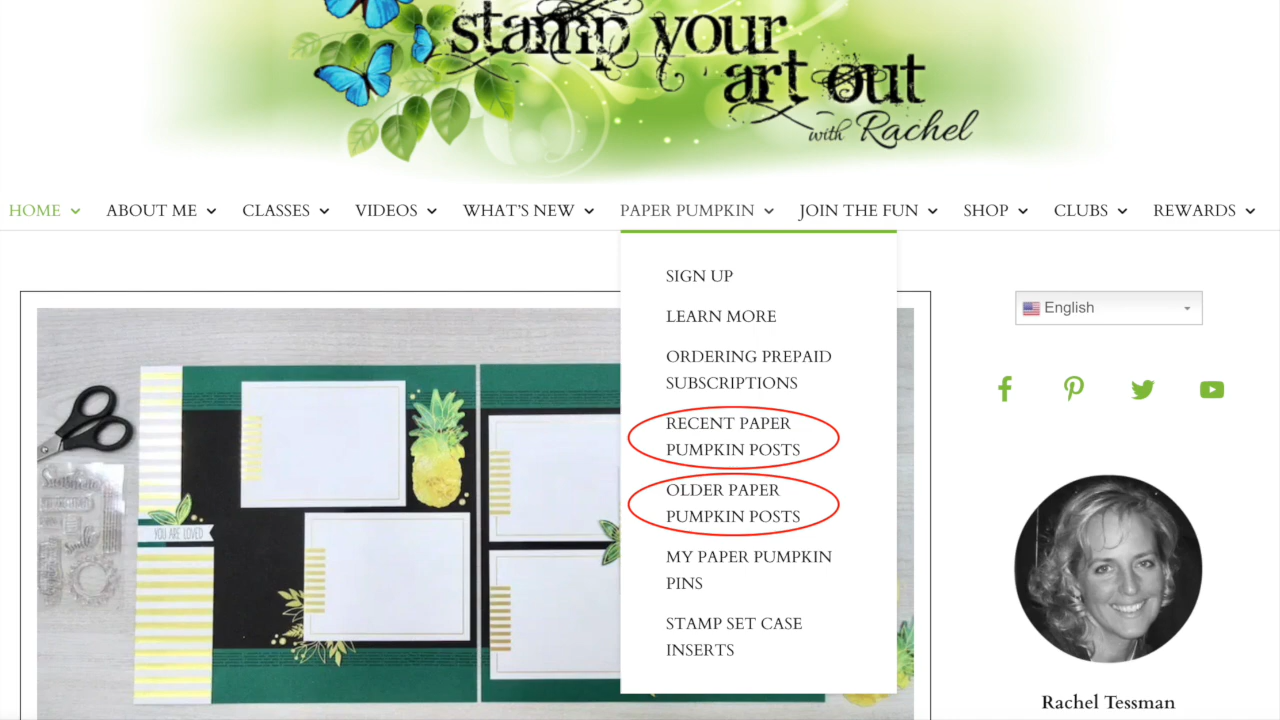 stamp your
art out
with Rachel
HOME ABOUT ME CLASSES VIDEOS WHAT'S NEW PAPER PUMPKIN JOIN THE FUN SHOP CLUBS REWARDS
SIGN UP
LEARN MORE
ORDERING PREPAID
SUBSCRIPTIONS
RECENT PAPER
PUMPKIN POSTS
OLDER PAPER
PUMPKIN POSTS
MY PAPER PUMPKIN
PINS
STAMP SET CASE
INSERTS
YOU ARE LOVED
smile
English
Rachel Tessman